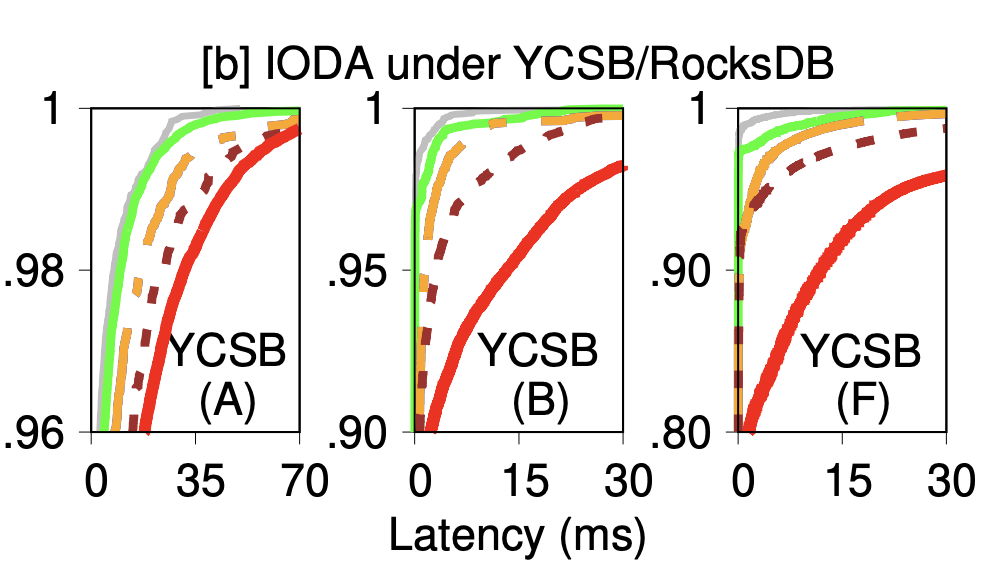 [b] IODA under YCSB/RocksDB
1
.98
.96
0 35 70
YCSB
(A)
1
.95
.90
0 15 30
YCSB
(B)
1
.90
.80
0 15 30
YCSB
(F)
Latency (ms)